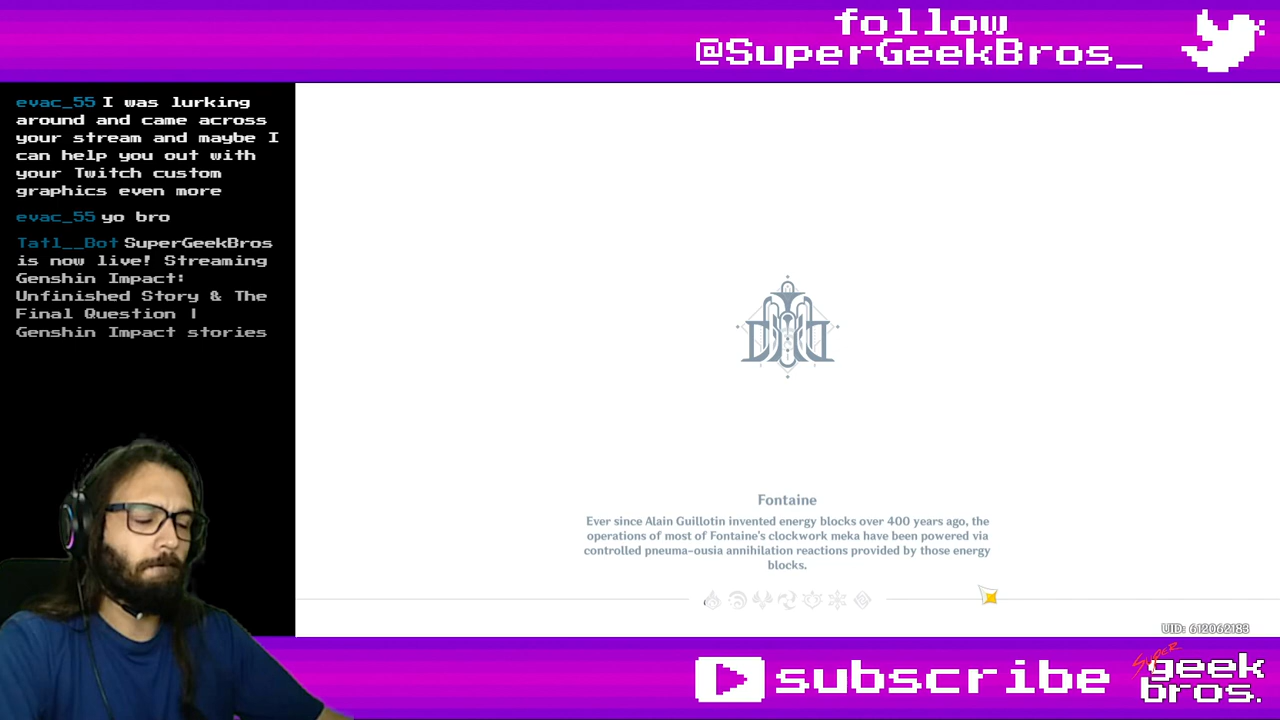 follow
@SuperGeekBros_
evac_55 I was lurking
around and came across
your stream and maybe I
can help you out with
your Twitch custom
graphics even more
evac_55 yo bro
Tatl__Bot SuperGeekBros
is now live! Streaming
Genshin Impact:
Unfinished Story & The
Final Question |
Genshin Impact stories
Fontaine
Ever since Alain Guillotin invented energy blocks over 400 years ago, the
operations of most of Fontaine's clockwork meka have been powered via
controlled pneuma-ousia annihilation reactions provided by those energy
blocks.
UID: 612062183
subscribe
super
geek
bros.